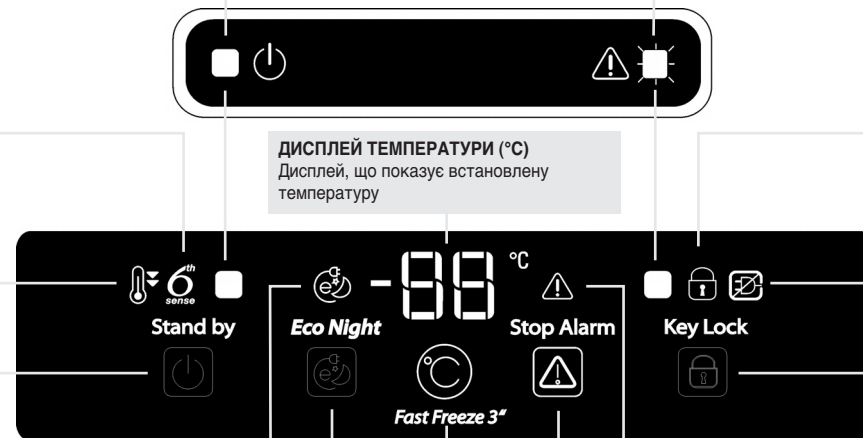 ДИСПЛЕЙ ТЕМПЕРАТУРИ (°C)
Дисплей, що показує встановлену
температуру
6th sense
-88 °C
Stand by
Eco Night
Stop Alarm
Key Lock
°C
Fast Freeze 3“